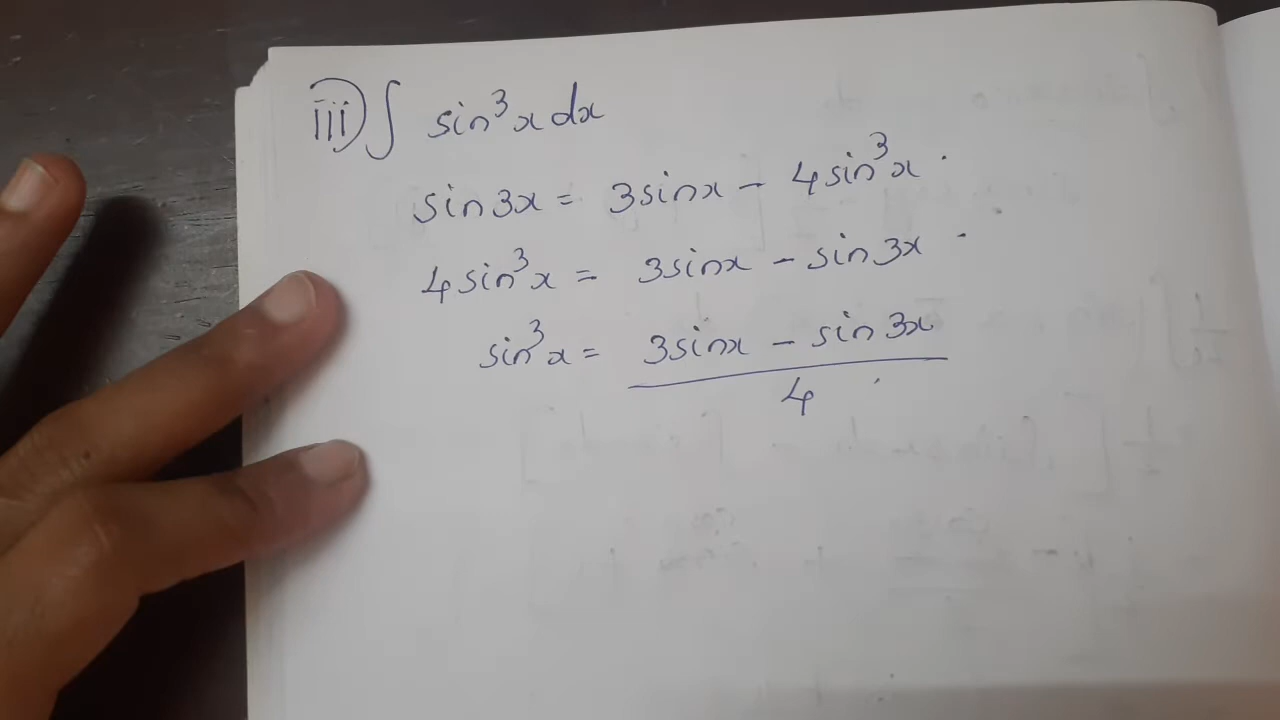 iii) ∫ sin³x dx
sin3x = 3sinx - 4sin³x .
4sin³x = 3sinx - sin3x .
sin³x = 3sinx - sin3x
4